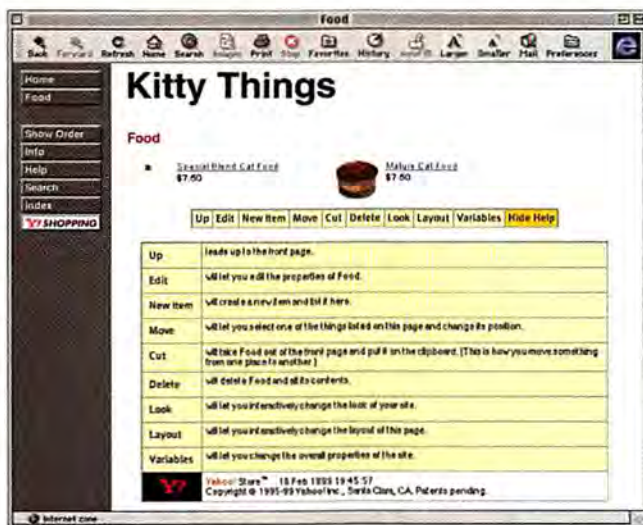 Food
Back Forward Refresh Home Search Images Print Stop Favorites History AutoFill Larger Smaller Mail Preferences
Home
Food
Show Order
Info
Help
Search
Index
Y! SHOPPING
Kitty Things
Food
Special Blend Cat Food
$7.50
Mature Cat Food
$7.50
Up Edit New Item Move Cut Delete Look Layout Variables Hide Help
Up leads up to the front page.
Edit will let you edit the properties of Food.
New Item will create a new item and list it here.
Move will let you select one of the things listed on this page and change its position.
Cut will take Food out of the front page and put it on the clipboard. (This is how you move something
from one place to another.)
Delete will delete Food and all its contents.
Look will let you interactively change the look of your site.
Layout will let you interactively change the layout of this page.
Variables will let you change the overall properties of the site.
Y! Yahoo! Store™ 18 Feb 1999 19:45:57
Copyright © 1995-99 Yahoo! Inc., Santa Clara, CA. Patents pending.
Internet zone